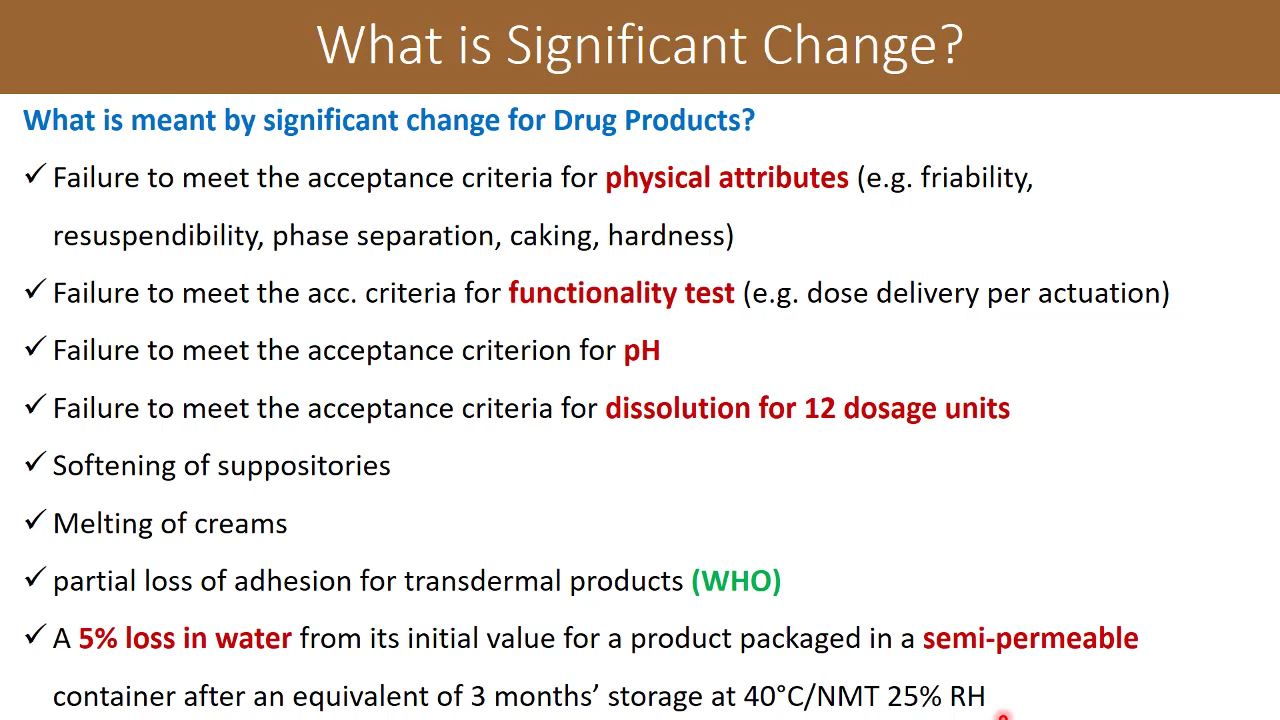 What is Significant Change?
What is meant by significant change for Drug Products?
✓ Failure to meet the acceptance criteria for physical attributes (e.g. friability,
resuspendibility, phase separation, caking, hardness)
✓ Failure to meet the acc. criteria for functionality test (e.g. dose delivery per actuation)
✓ Failure to meet the acceptance criterion for pH
✓ Failure to meet the acceptance criteria for dissolution for 12 dosage units
✓ Softening of suppositories
✓ Melting of creams
✓ partial loss of adhesion for transdermal products (WHO)
✓ A 5% loss in water from its initial value for a product packaged in a semi-permeable
container after an equivalent of 3 months’ storage at 40°C/NMT 25% RH